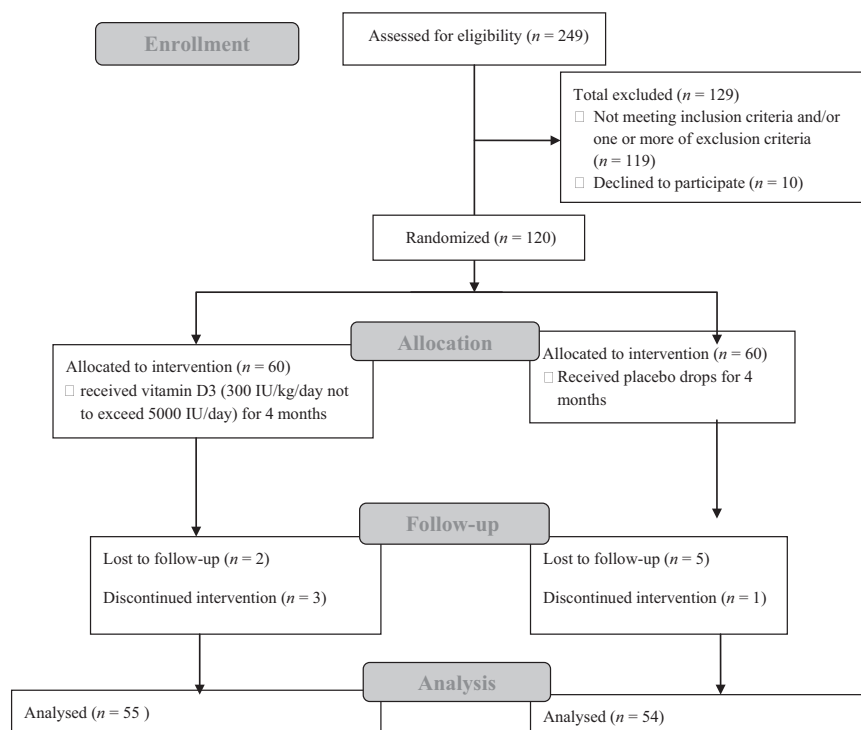 Enrollment
Assessed for eligibility (n = 249)
Total excluded (n = 129)
□ Not meeting inclusion criteria and/or
one or more of exclusion criteria
(n = 119)
□ Declined to participate (n = 10)
Randomized (n = 120)
Allocation
Allocated to intervention (n = 60)
□ received vitamin D3 (300 IU/kg/day not
to exceed 5000 IU/day) for 4 months
Allocated to intervention (n = 60)
□ Received placebo drops for 4
months
Follow-up
Lost to follow-up (n = 2)
Discontinued intervention (n = 3)
Lost to follow-up (n = 5)
Discontinued intervention (n = 1)
Analysis
Analysed (n = 55 )
Analysed (n = 54)